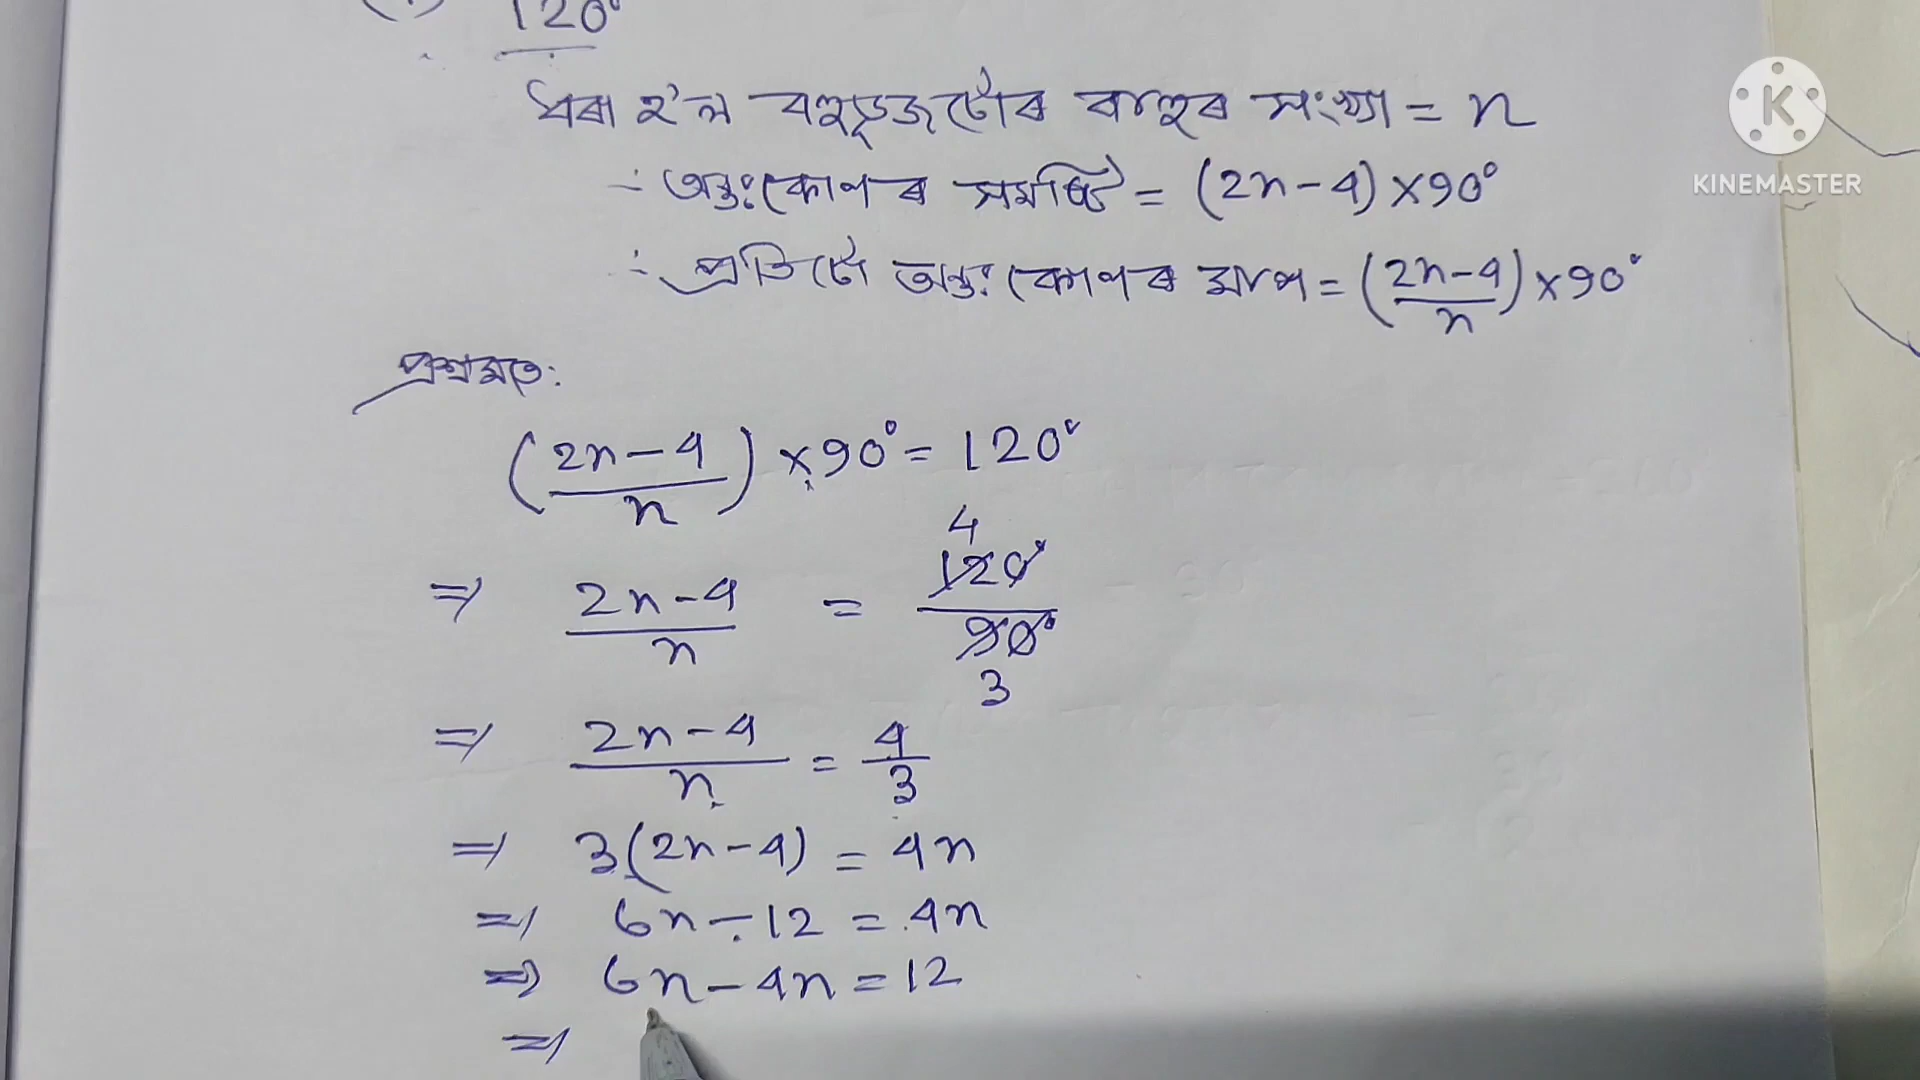 120°
ধৰা হ'ল বহুভূজটোৰ বাহুৰ সংখ্যা = n
K
KINEMASTER
∴ অন্তঃকোণৰ সমষ্টি = (2n-4)×90°
∴ প্ৰতিটো অন্তঃকোণৰ মাপ = (2n-4/n)×90°
প্ৰশ্নমতে:
(2n-4/n)×90° = 120°
4
⇒ 2n-4/n = 120°/90°
3
⇒ 2n-4/n = 4/3
⇒ 3(2n-4) = 4n
⇒ 6n-12 = 4n
⇒ 6n-4n = 12
⇒